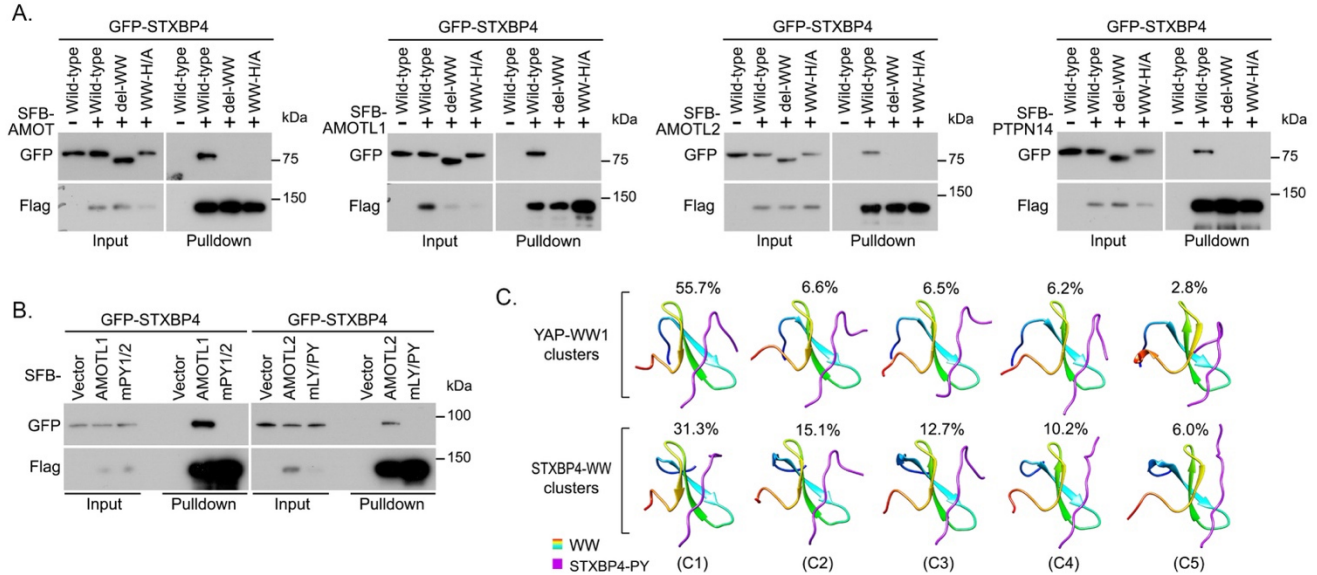 A.
GFP-STXBP4
Wild-type
Wild-type
del-WW
WW-H/A
Wild-type
Wild-type
del-WW
WW-H/A
SFB-
AMOT
- + + + - + + +
kDa
GFP
75
Flag
150
Input
Pulldown
GFP-STXBP4
Wild-type
Wild-type
del-WW
WW-H/A
Wild-type
Wild-type
del-WW
WW-H/A
SFB-
AMOTL1
- + + + - + + +
kDa
GFP
75
Flag
150
Input
Pulldown
GFP-STXBP4
Wild-type
Wild-type
del-WW
WW-H/A
Wild-type
Wild-type
del-WW
WW-H/A
SFB-
AMOTL2
- + + + - + + +
kDa
GFP
75
Flag
150
Input
Pulldown
GFP-STXBP4
Wild-type
Wild-type
del-WW
WW-H/A
Wild-type
Wild-type
del-WW
WW-H/A
SFB-
PTPN14
- + + + - + + +
kDa
GFP
75
Flag
150
Input
Pulldown
B.
GFP-STXBP4
GFP-STXBP4
SFB-
Vector
AMOTL1
mPY1/2
Vector
AMOTL1
mPY1/2
Vector
AMOTL2
mLY/PY
Vector
AMOTL2
mLY/PY
kDa
GFP
100
Flag
150
Input
Pulldown
Input
Pulldown
C.
55.7% 6.6% 6.5% 6.2% 2.8%
YAP-WW1
clusters
31.3% 15.1% 12.7% 10.2% 6.0%
STXBP4-WW
clusters
WW
STXBP4-PY
(C1) (C2) (C3) (C4) (C5)